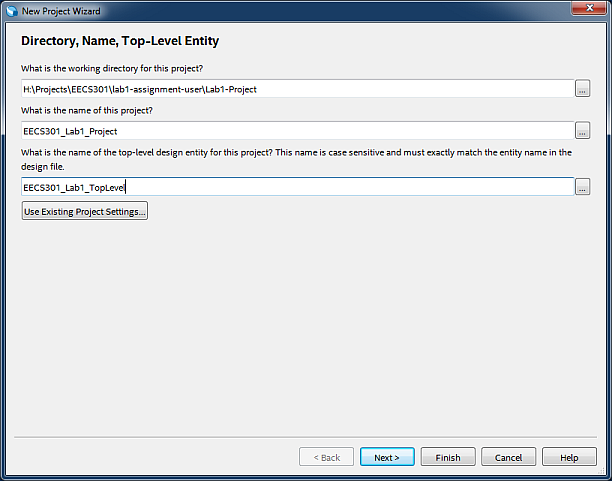 New Project Wizard
Directory, Name, Top-Level Entity
What is the working directory for this project?
H:\Projects\EECS301\lab1-assignment-user\Lab1-Project
...
What is the name of this project?
EECS301_Lab1_Project
...
What is the name of the top-level design entity for this project? This name is case sensitive and must exactly match the entity name in the
design file.
EECS301_Lab1_TopLevel
...
Use Existing Project Settings...
< Back
Next >
Finish
Cancel
Help